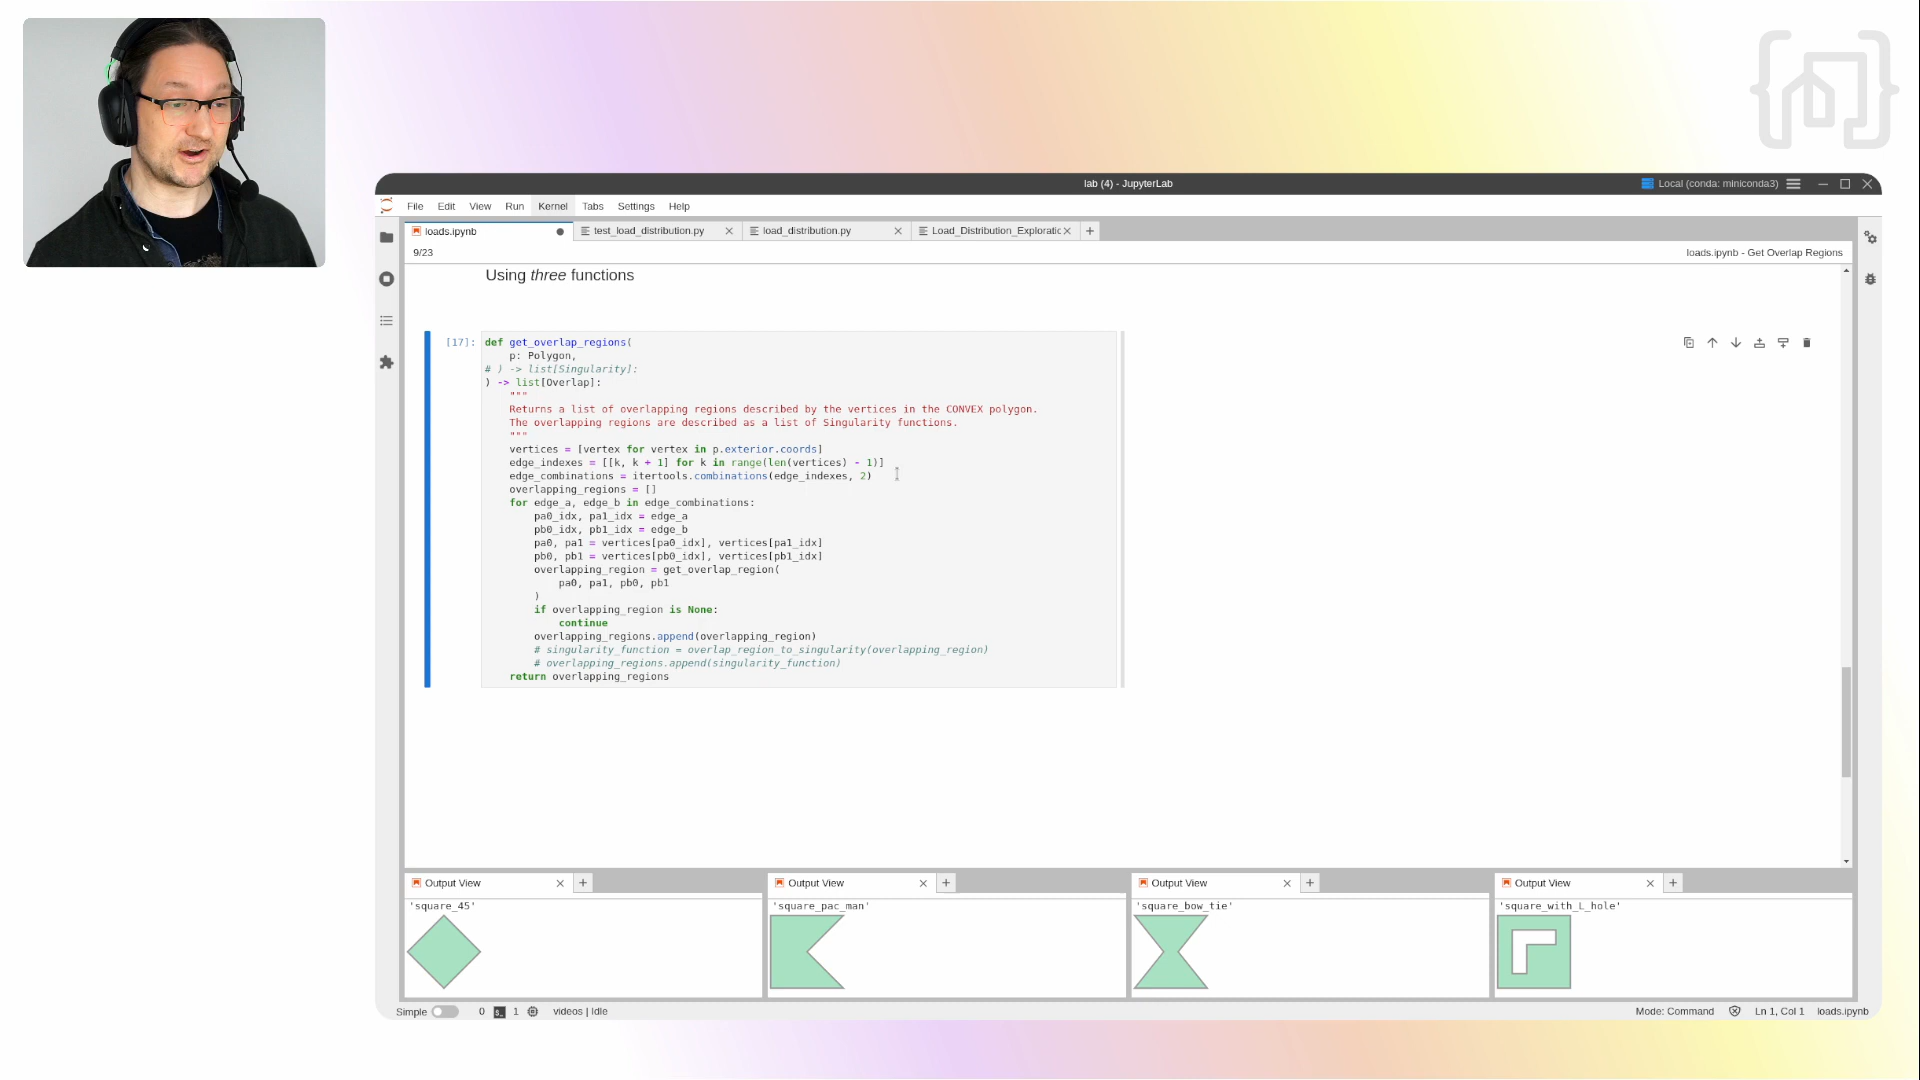 lab (4) - JupyterLab
Local (conda: miniconda3)
File Edit View Run Kernel Tabs Settings Help
loads.ipynb
test_load_distribution.py
load_distribution.py
Load_Distribution_Exploratic
9/23
loads.ipynb - Get Overlap Regions
Using three functions
[17]:
def get_overlap_regions(
    p: Polygon,
# ) -> list[Singularity]:
) -> list[Overlap]:
    """
    Returns a list of overlapping regions described by the vertices in the CONVEX polygon.
    The overlapping regions are described as a list of Singularity functions.
    """
    vertices = [vertex for vertex in p.exterior.coords]
    edge_indexes = [[k, k + 1] for k in range(len(vertices) - 1)]
    edge_combinations = itertools.combinations(edge_indexes, 2)
    overlapping_regions = []
    for edge_a, edge_b in edge_combinations:
        pa0_idx, pa1_idx = edge_a
        pb0_idx, pb1_idx = edge_b
        pa0, pa1 = vertices[pa0_idx], vertices[pa1_idx]
        pb0, pb1 = vertices[pb0_idx], vertices[pb1_idx]
        overlapping_region = get_overlap_region(
            pa0, pa1, pb0, pb1
        )
        if overlapping_region is None:
            continue
        overlapping_regions.append(overlapping_region)
        # singularity_function = overlap_region_to_singularity(overlapping_region)
        # overlapping_regions.append(singularity_function)
    return overlapping_regions
Output View
Output View
Output View
Output View
'square_45'
'square_pac_man'
'square_bow_tie'
'square_with_L_hole'
Simple
0
1
videos | Idle
Mode: Command
Ln 1, Col 1
loads.ipynb